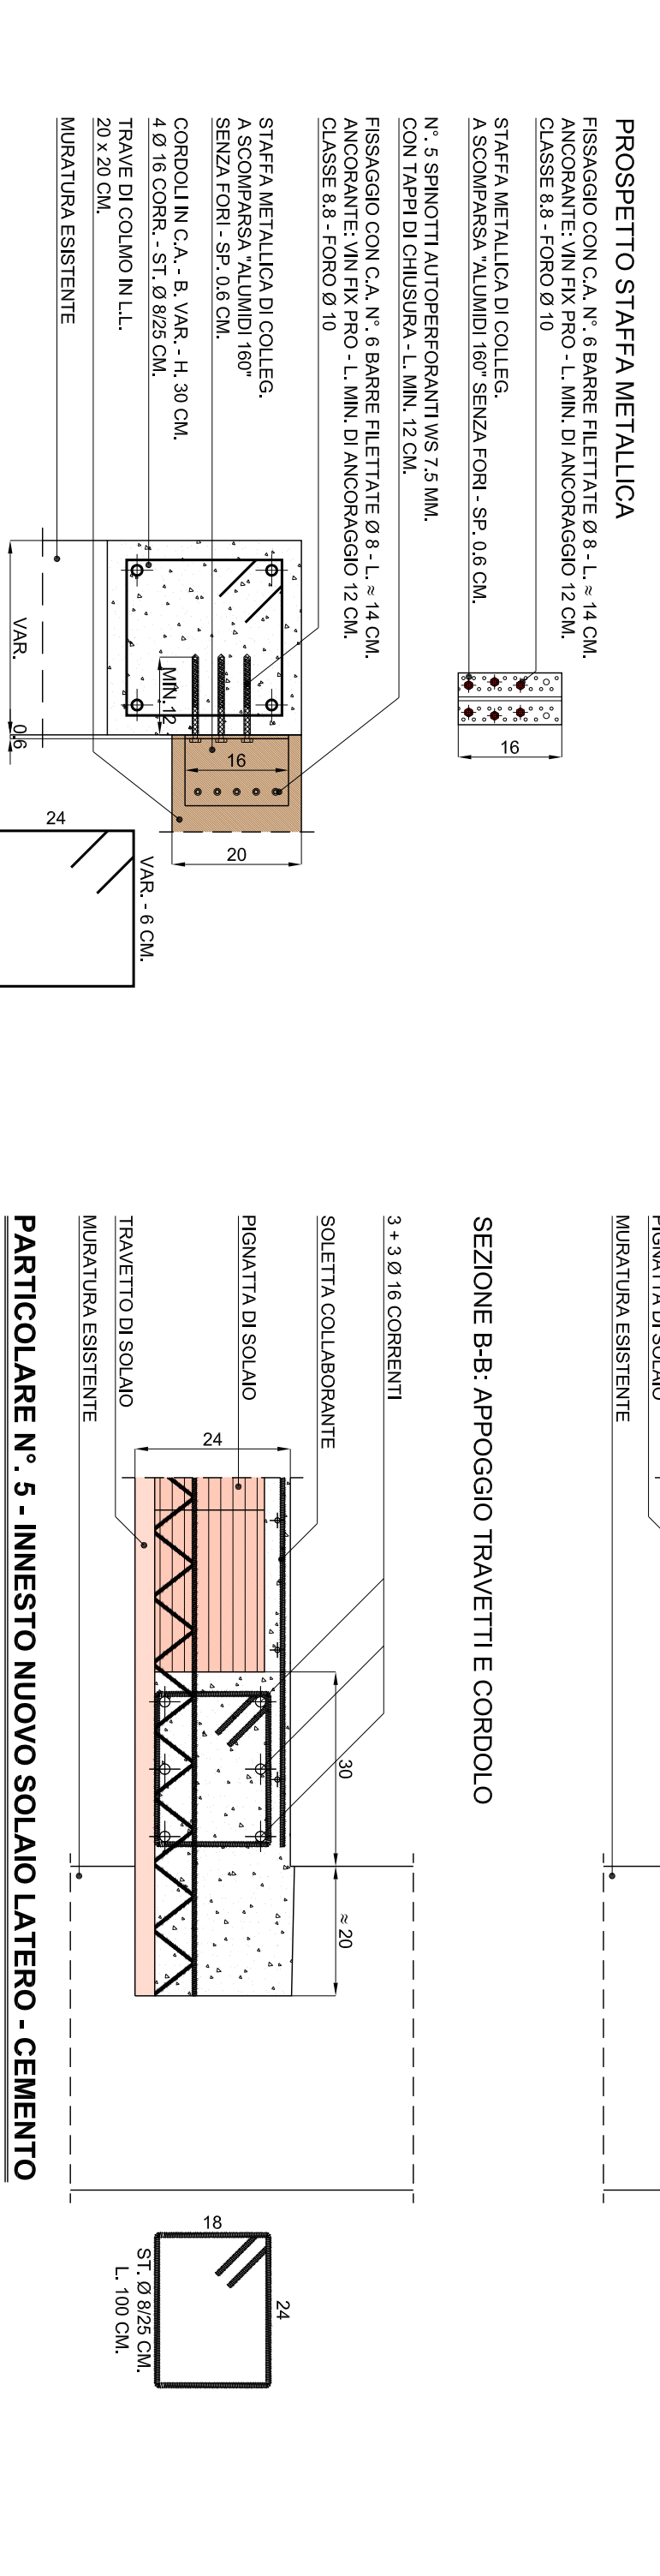 PROSPETTO STAFFA METALLICA
FISSAGGIO CON C.A. N°. 6 BARRE FILETTATE Ø 8 - L. ≈ 14 CM.
ANCORANTE: VIN FIX PRO - L. MIN. DI ANCORAGGIO 12 CM.
CLASSE 8.8 - FORO Ø 10
STAFFA METALLICA DI COLLEG.
A SCOMPARSA "ALUMIDI 160" SENZA FORI - SP. 0.6 CM.
16
N°. 5 SPINOTTI AUTOPERFORANTI WS 7.5 MM.
CON TAPPI DI CHIUSURA - L. MIN. 12 CM.
FISSAGGIO CON C.A. N°. 6 BARRE FILETTATE Ø 8 - L. ≈ 14 CM.
ANCORANTE: VIN FIX PRO - L. MIN. DI ANCORAGGIO 12 CM.
CLASSE 8.8 - FORO Ø 10
STAFFA METALLICA DI COLLEG.
A SCOMPARSA "ALUMIDI 160"
SENZA FORI - SP. 0.6 CM.
CORDOLI IN C.A. - B. VAR. - H. 30 CM.
4 Ø 16 CORR. - ST. Ø 8/25 CM.
TRAVE DI COLMO IN L.L.
20 x 20 CM.
MURATURA ESISTENTE
MIN. 12
16
20
VAR.
0.6
VAR. - 6 CM.
24
PIGNATTA DI SOLAIO
MURATURA ESISTENTE
SEZIONE B-B: APPOGGIO TRAVETTI E CORDOLO
3 + 3 Ø 16 CORRENTI
SOLETTA COLLABORANTE
PIGNATTA DI SOLAIO
TRAVETTO DI SOLAIO
MURATURA ESISTENTE
24
30
≈ 20
24
18
ST. Ø 8/25 CM.
L. 100 CM.
PARTICOLARE N°. 5 - INNESTO NUOVO SOLAIO LATERO - CEMENTO